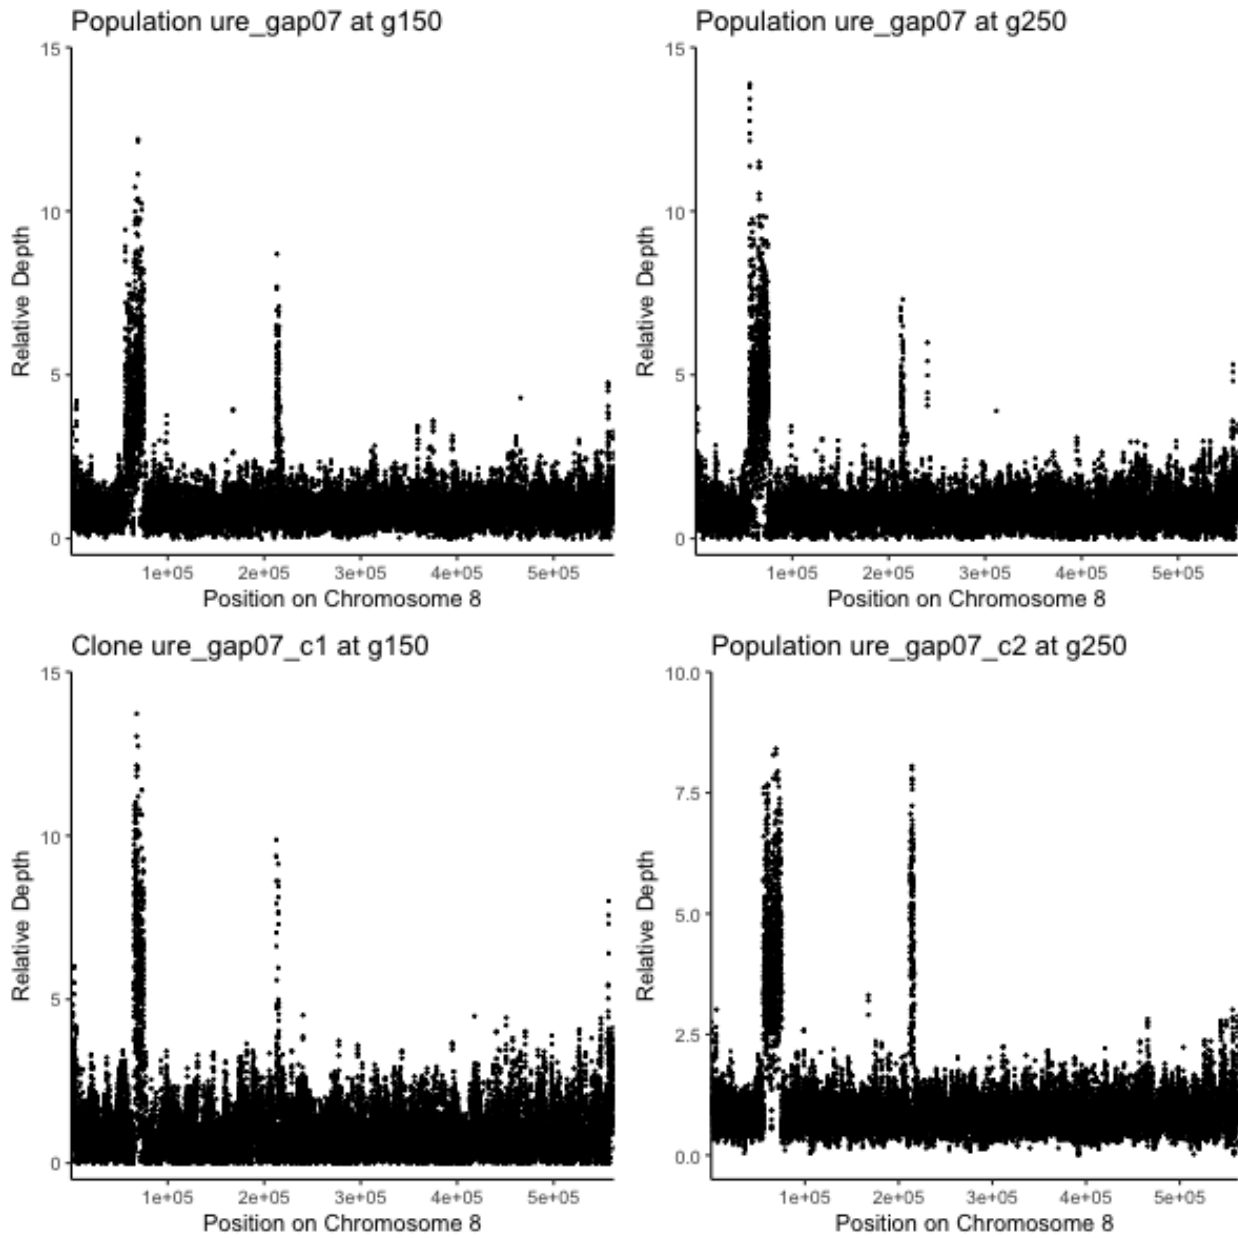 Population ure_gap07 at g150
15
10
5
0
Relative Depth
1e+05 2e+05 3e+05 4e+05 5e+05
Position on Chromosome 8
Population ure_gap07 at g250
15
10
5
0
Relative Depth
1e+05 2e+05 3e+05 4e+05 5e+05
Position on Chromosome 8
Clone ure_gap07_c1 at g150
15
10
5
0
Relative Depth
1e+05 2e+05 3e+05 4e+05 5e+05
Position on Chromosome 8
Population ure_gap07_c2 at g250
10.0
7.5
5.0
2.5
0.0
Relative Depth
1e+05 2e+05 3e+05 4e+05 5e+05
Position on Chromosome 8